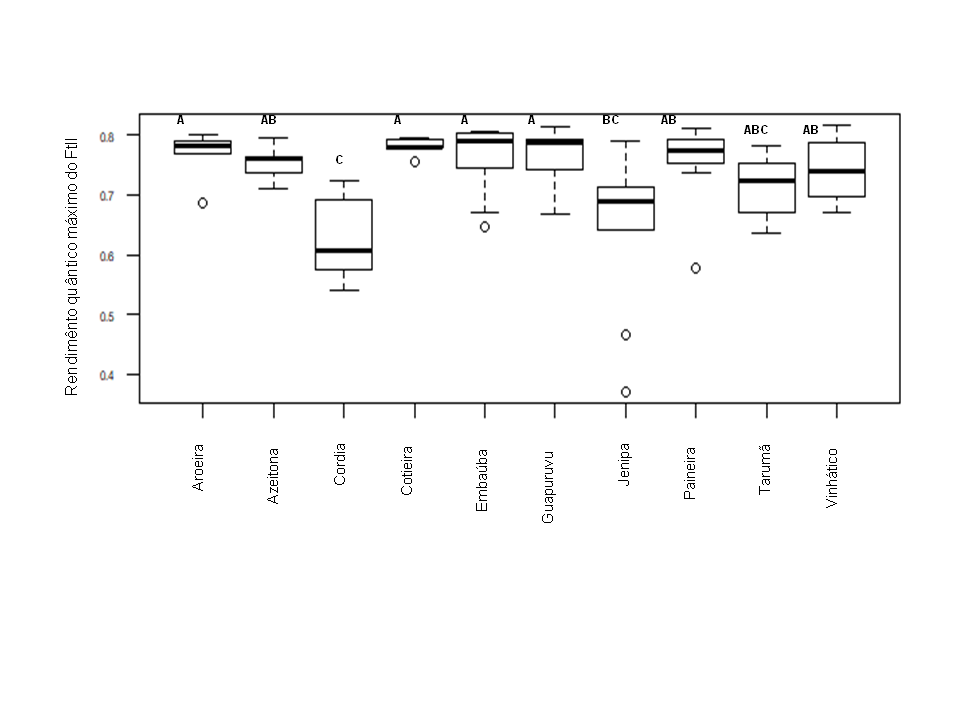 A AB C A A A BC AB ABC AB
Rendimênto quântico máximo do FtII
0.8
0.7
0.6
0.5
0.4
Aroeira
Azeitona
Cordia
Cotieira
Embaúba
Guapuruvu
Jenipa
Paineira
Tarumã
Vinhático